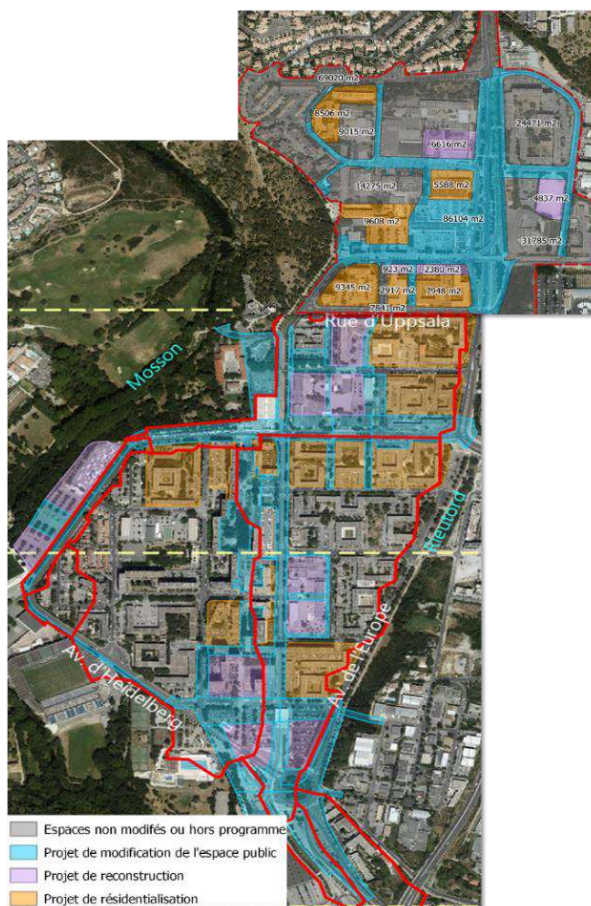 69020 m2
8506 m2
9015 m2
6616 m2
24471 m2
14275 m2
5588 m2
4837 m2
9608 m2
86104 m2
31785 m2
923 m2
2380 m2
9345 m2
2917 m2
2948 m2
7841 m2
Rue d'Uppsala
Mosson
Rieutord
Av. de l'Europe
Av. d'Heidelberg
Espaces non modifés ou hors programme
Projet de modification de l'espace public
Projet de reconstruction
Projet de résidentialisation